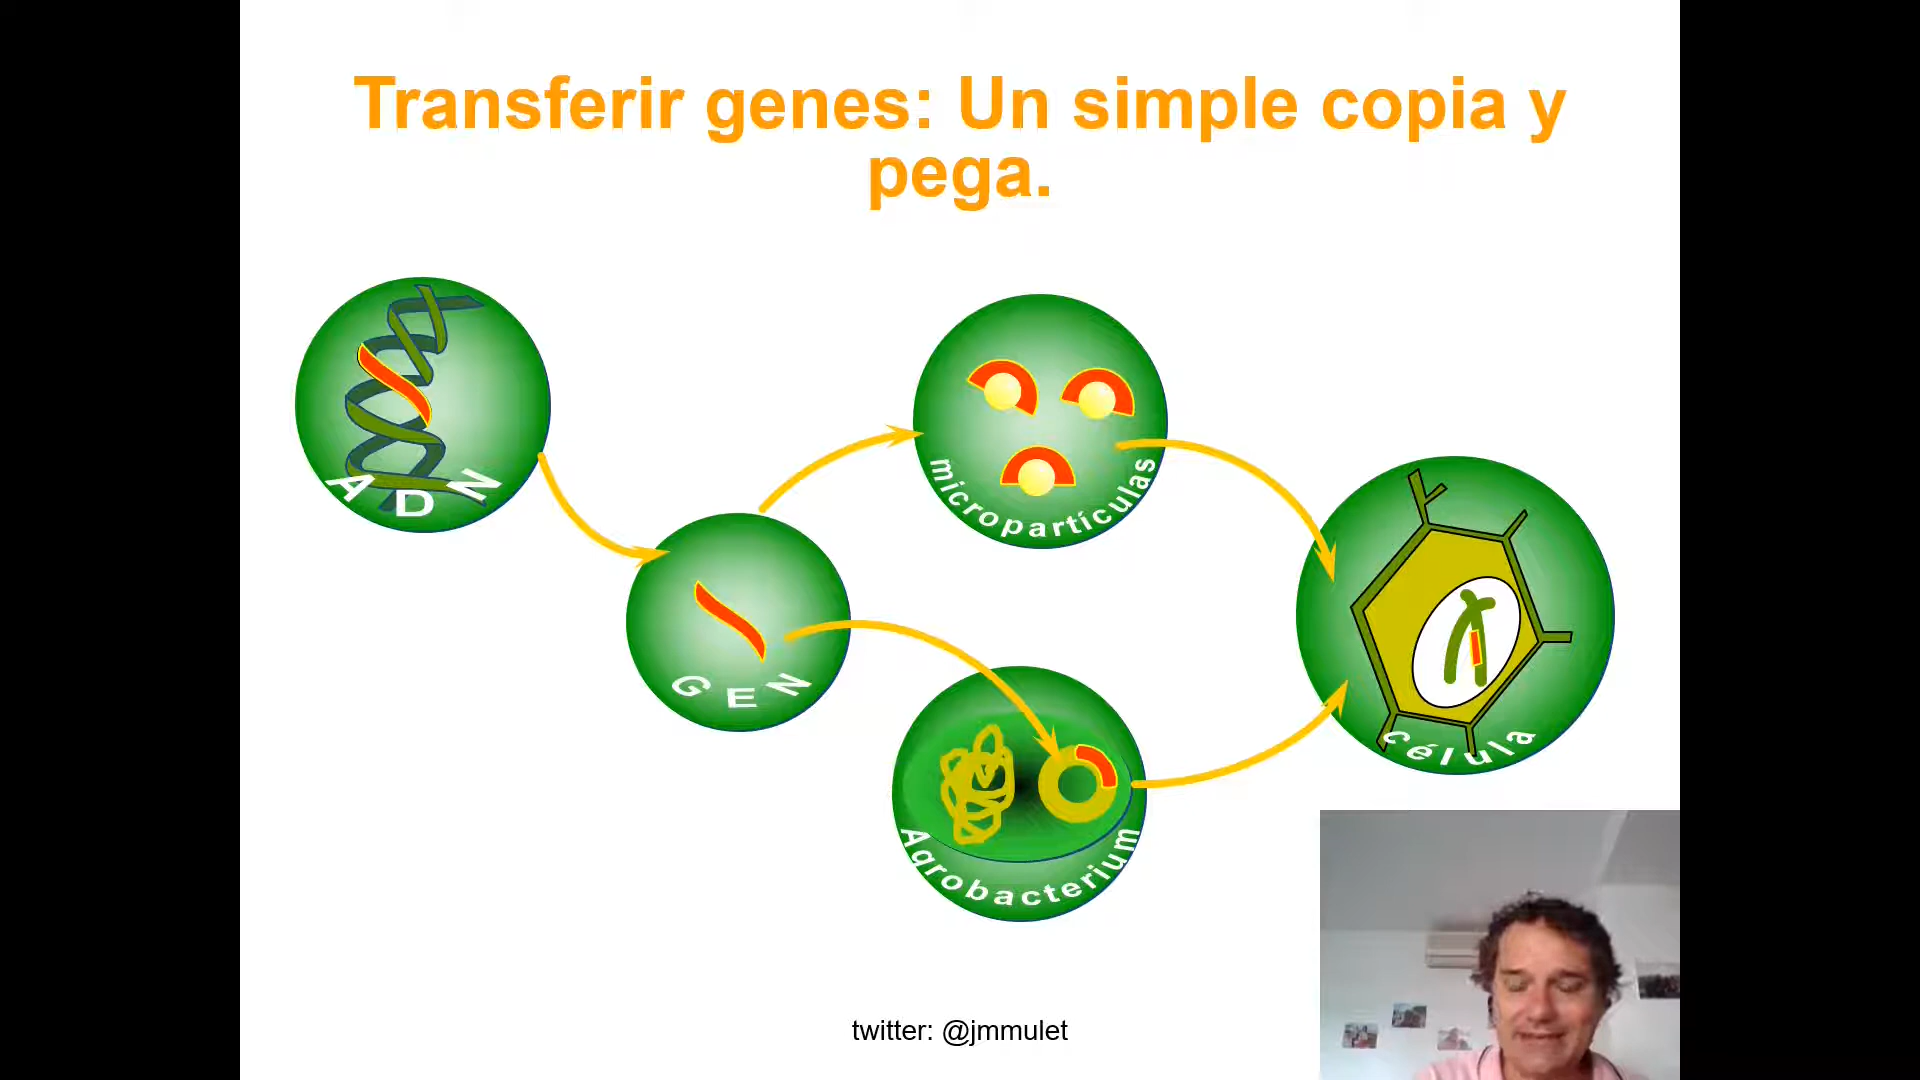 Transferir genes: Un simple copia y
pega.
ADN
micropartículas
GEN
célula
Agrobacterium
twitter: @jmmulet